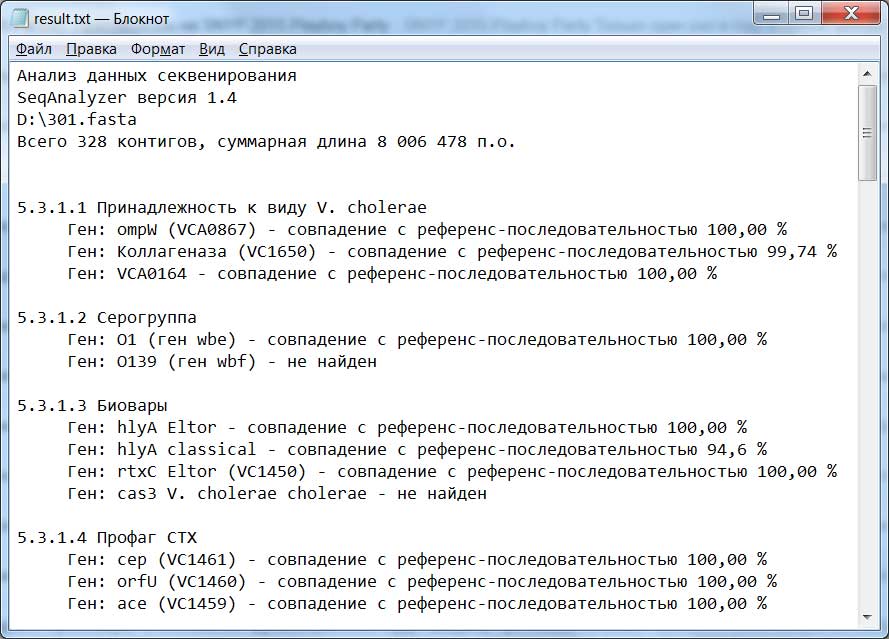 result.txt — Блокнот
Файл Правка Формат Вид Справка
Анализ данных секвенирования
SeqAnalyzer версия 1.4
D:\301.fasta
Всего 328 контигов, суммарная длина 8 006 478 п.о.
5.3.1.1 Принадлежность к виду V. cholerae
Ген: ompW (VCA0867) - совпадение с референс-последовательностью 100,00 %
Ген: Коллагеназа (VC1650) - совпадение с референс-последовательностью 99,74 %
Ген: VCA0164 - совпадение с референс-последовательностью 100,00 %
5.3.1.2 Серогруппа
Ген: O1 (ген wbe) - совпадение с референс-последовательностью 100,00 %
Ген: O139 (ген wbf) - не найден
5.3.1.3 Биовары
Ген: hlyA Eltor - совпадение с референс-последовательностью 100,00 %
Ген: hlyA classical - совпадение с референс-последовательностью 94,6 %
Ген: rtxC Eltor (VC1450) - совпадение с референс-последовательностью 100,00 %
Ген: cas3 V. cholerae cholerae - не найден
5.3.1.4 Профаг CTX
Ген: cep (VC1461) - совпадение с референс-последовательностью 100,00 %
Ген: orfU (VC1460) - совпадение с референс-последовательностью 100,00 %
Ген: ace (VC1459) - совпадение с референс-последовательностью 100,00 %